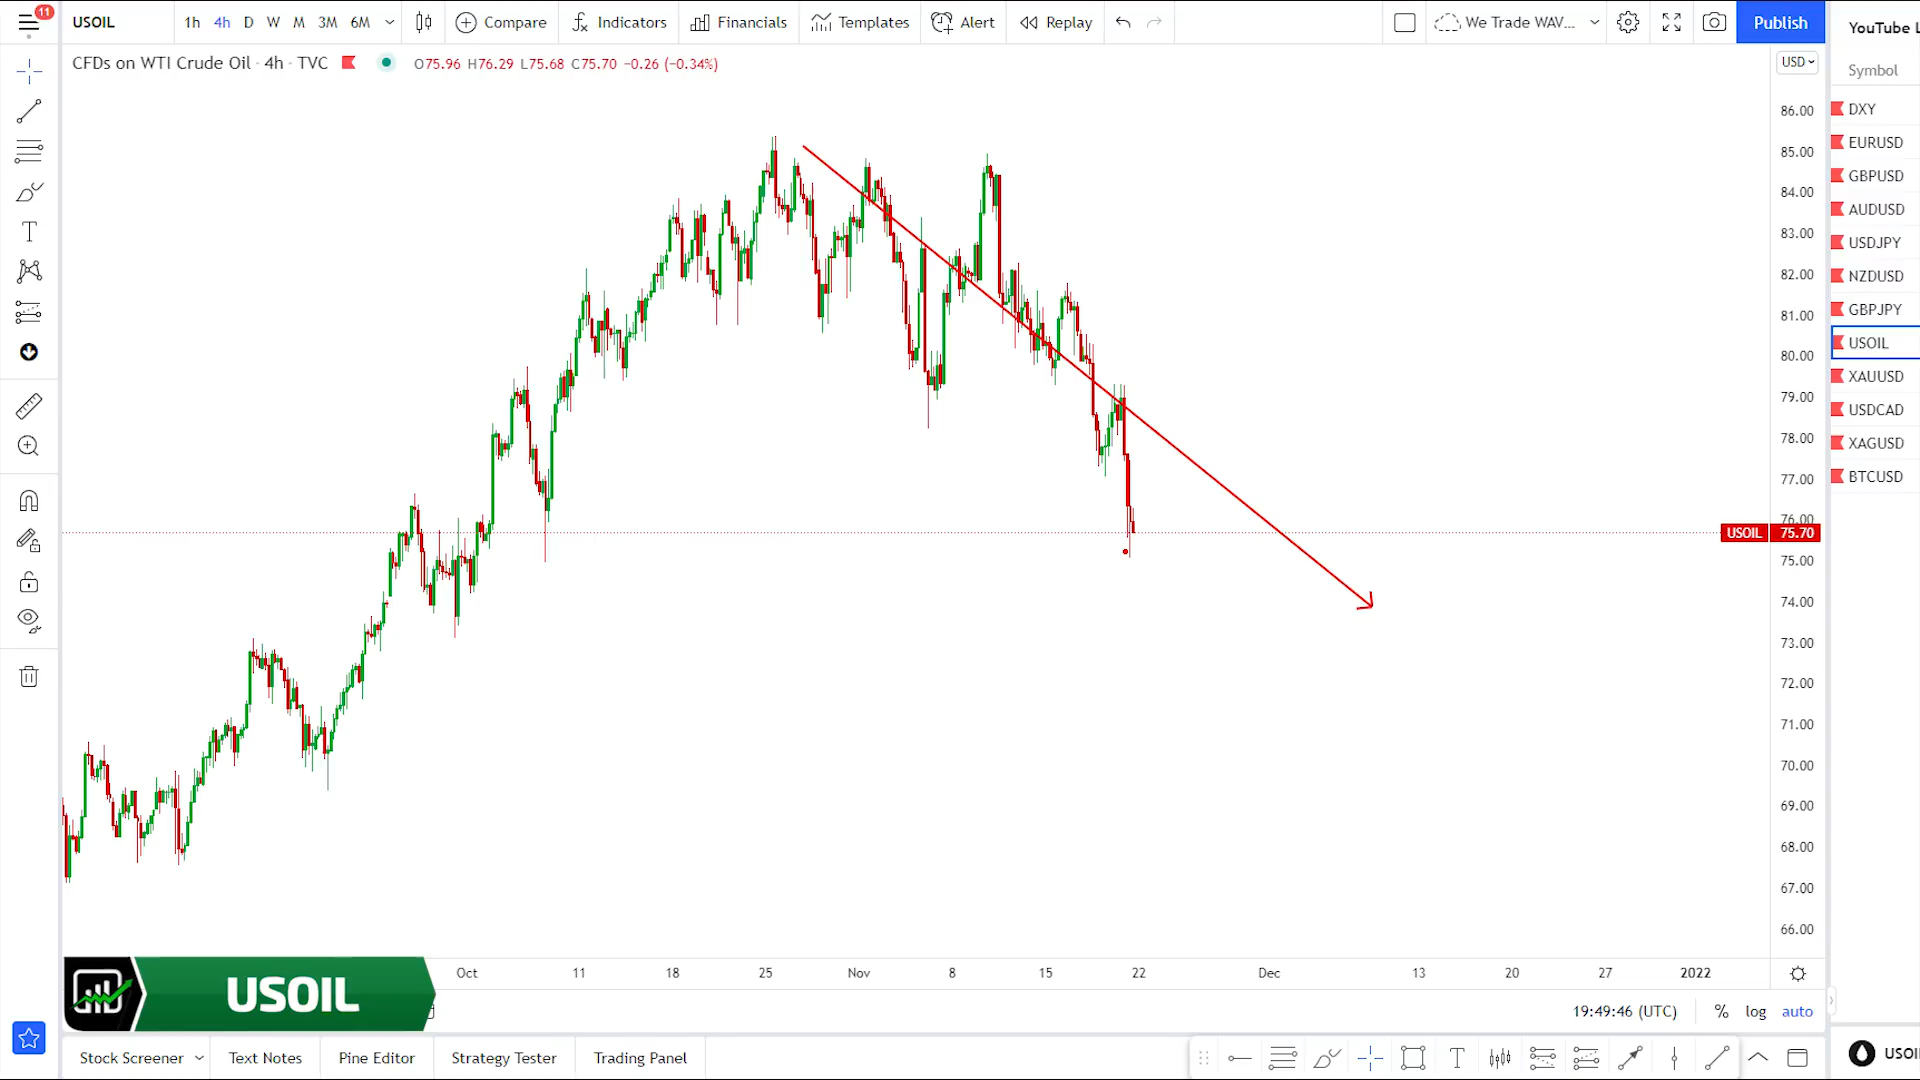 11
USOIL 1h 4h D W M 3M 6M Compare Indicators Financials Templates Alert Replay We Trade WAV... Publish
YouTube L
CFDs on WTI Crude Oil · 4h · TVC O75.96 H76.29 L75.68 C75.70 −0.26 (−0.34%)
USD
Symbol
86.00
DXY
85.00
EURUSD
84.00
GBPUSD
83.00
AUDUSD
82.00
USDJPY
81.00
NZDUSD
80.00
GBPJPY
79.00
USOIL
78.00
XAUUSD
77.00
USDCAD
76.00
XAGUSD
USOIL 75.70
BTCUSD
75.00
74.00
73.00
72.00
71.00
70.00
69.00
68.00
67.00
66.00
Oct 11 18 25 Nov 8 15 22 Dec 13 20 27 2022
USOIL
19:49:46 (UTC) % log auto
Stock Screener Text Notes Pine Editor Strategy Tester Trading Panel
USOI